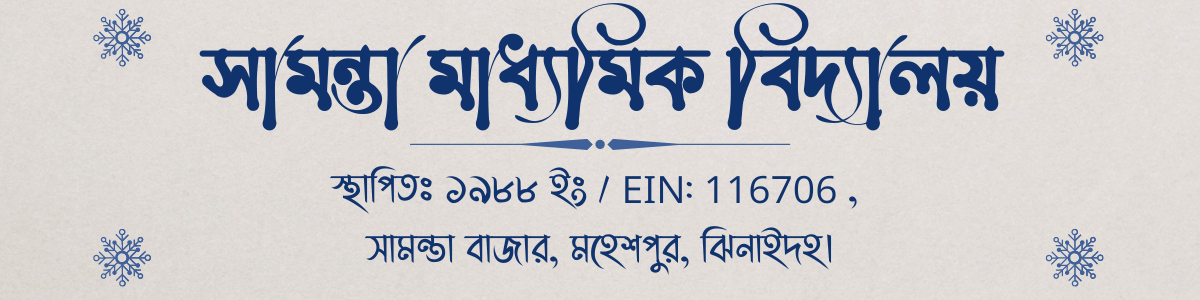 সামন্তা মাধ্যমিক বিদ্যালয়
স্থাপিতঃ ১৯৮৮ ইং / EIN: 116706 ,
সামন্তা বাজার, মহেশপুর, ঝিনাইদহ।